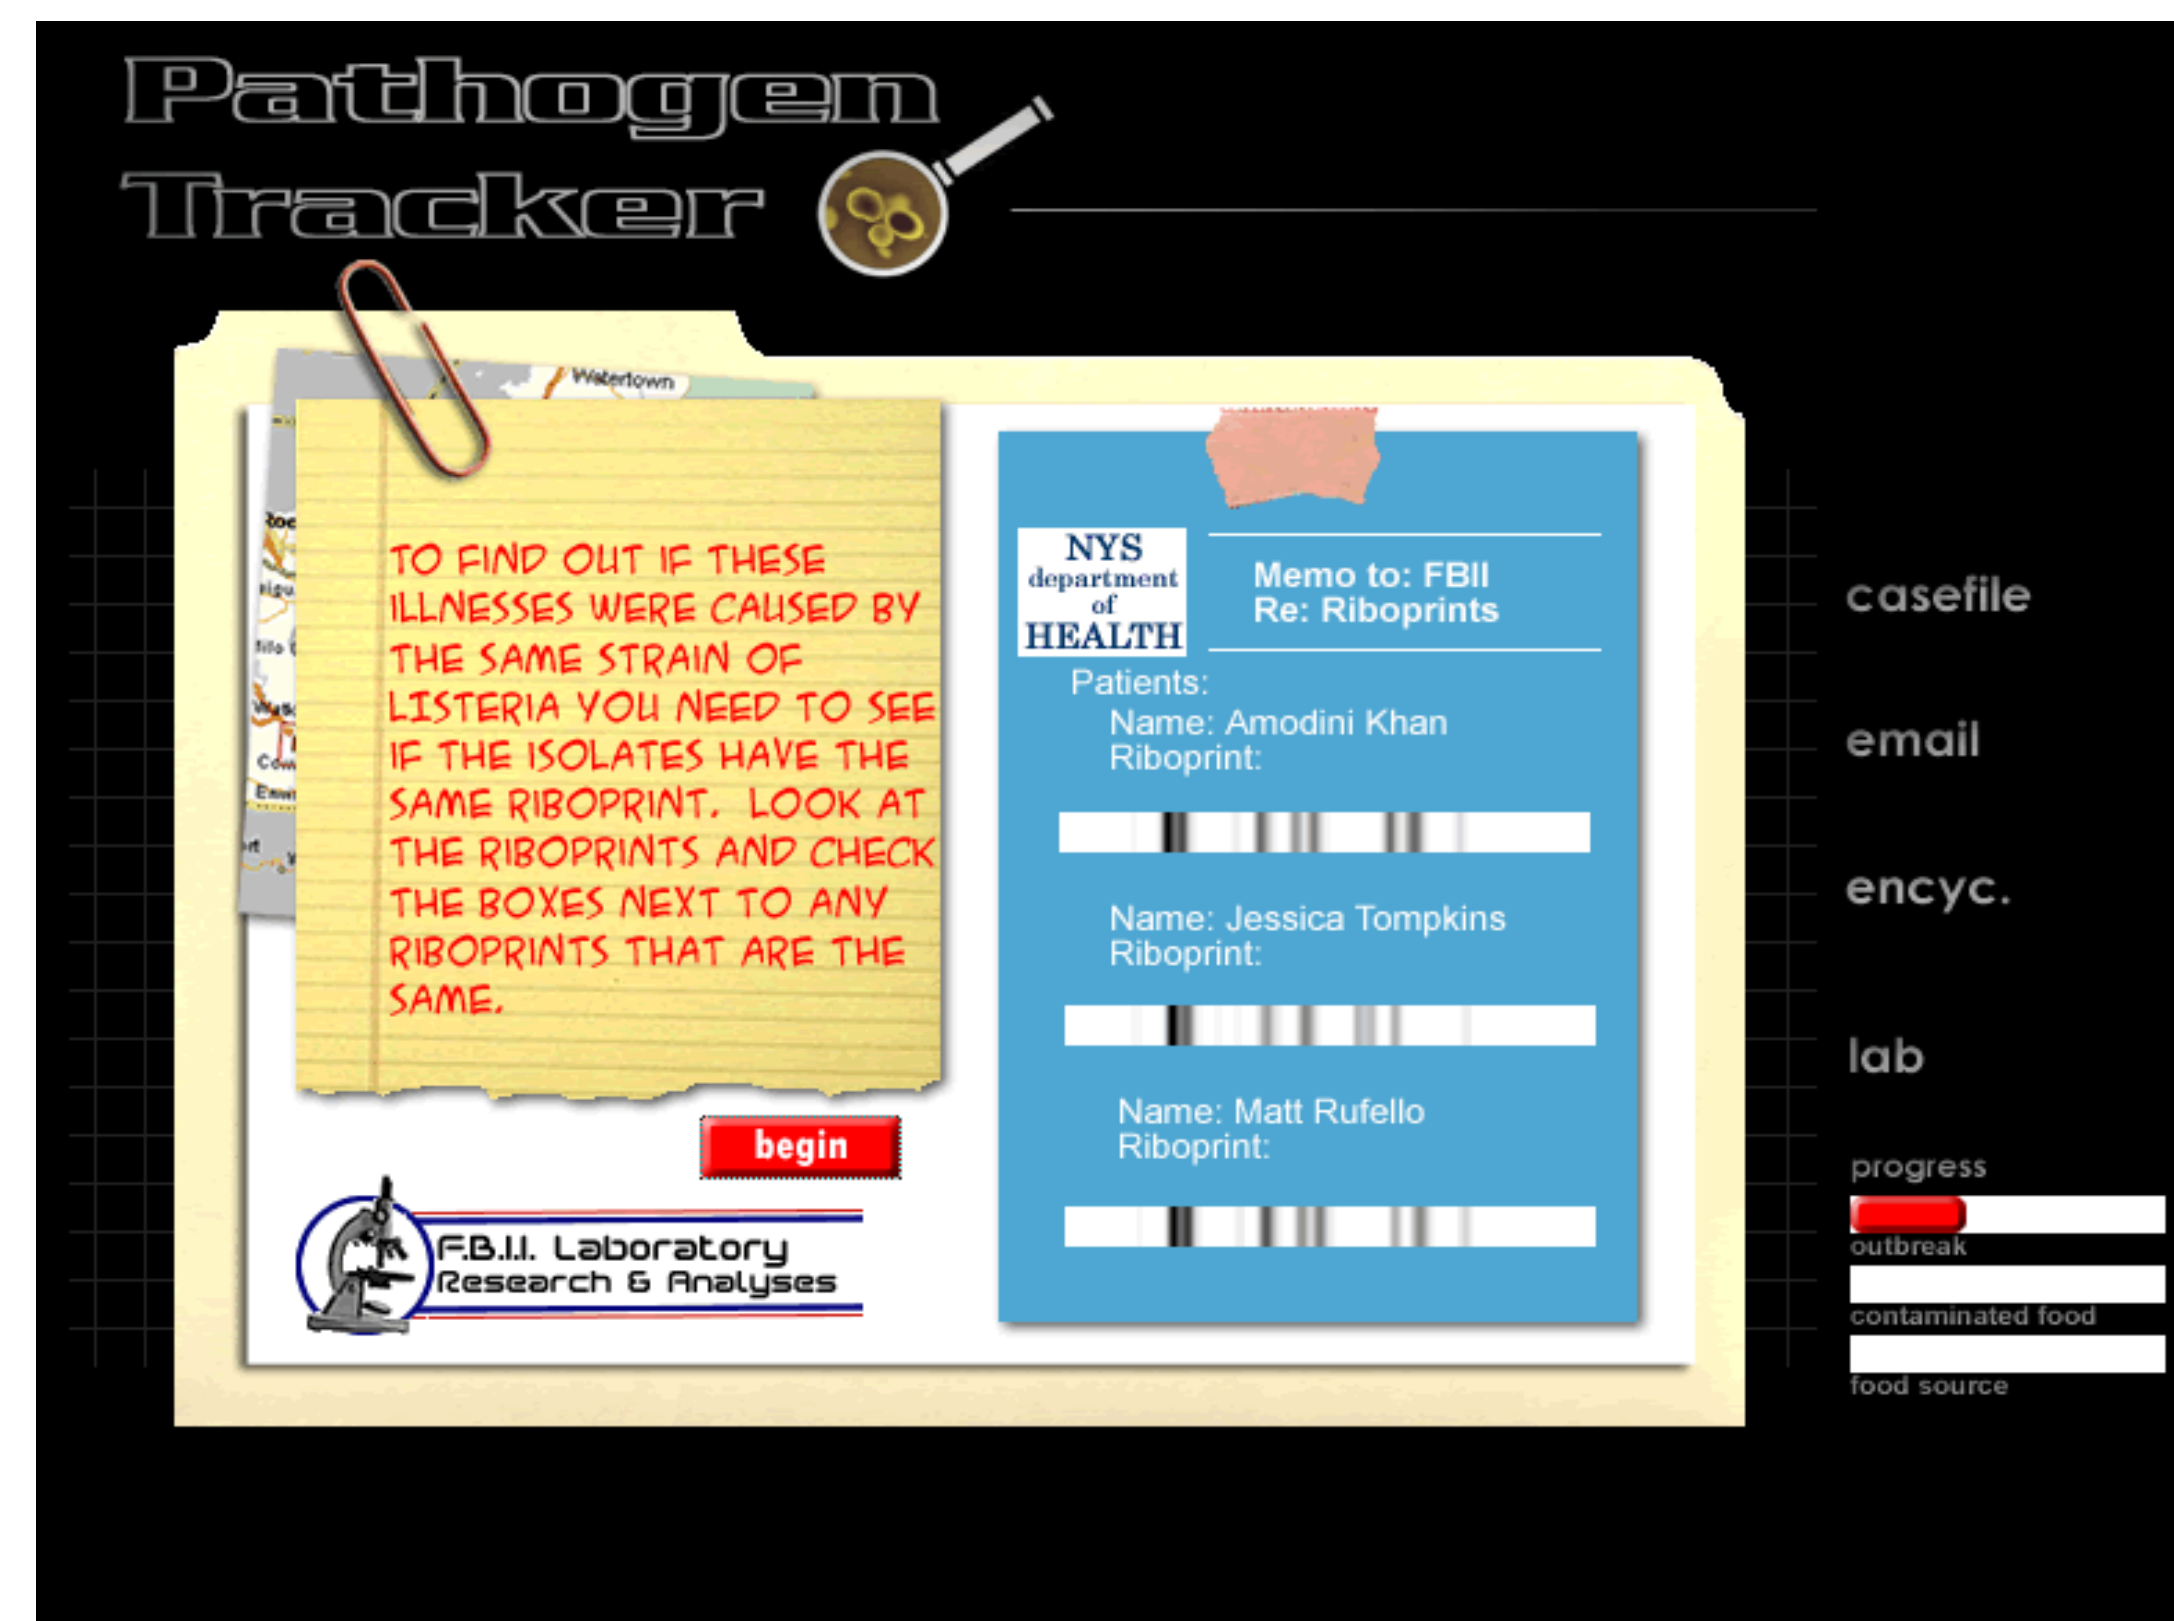 Pathogen
Tracker
Watertown
TO FIND OUT IF THESE
ILLNESSES WERE CAUSED BY
THE SAME STRAIN OF
LISTERIA YOU NEED TO SEE
IF THE ISOLATES HAVE THE
SAME RIBOPRINT. LOOK AT
THE RIBOPRINTS AND CHECK
THE BOXES NEXT TO ANY
RIBOPRINTS THAT ARE THE
SAME.
begin
F.B.I.I. Laboratory
Research & Analyses
NYS
department
of
HEALTH
Memo to: FBII
Re: Riboprints
Patients:
Name: Amodini Khan
Riboprint:
Name: Jessica Tompkins
Riboprint:
Name: Matt Rufello
Riboprint:
casefile
email
encyc.
lab
progress
outbreak
contaminated food
food source